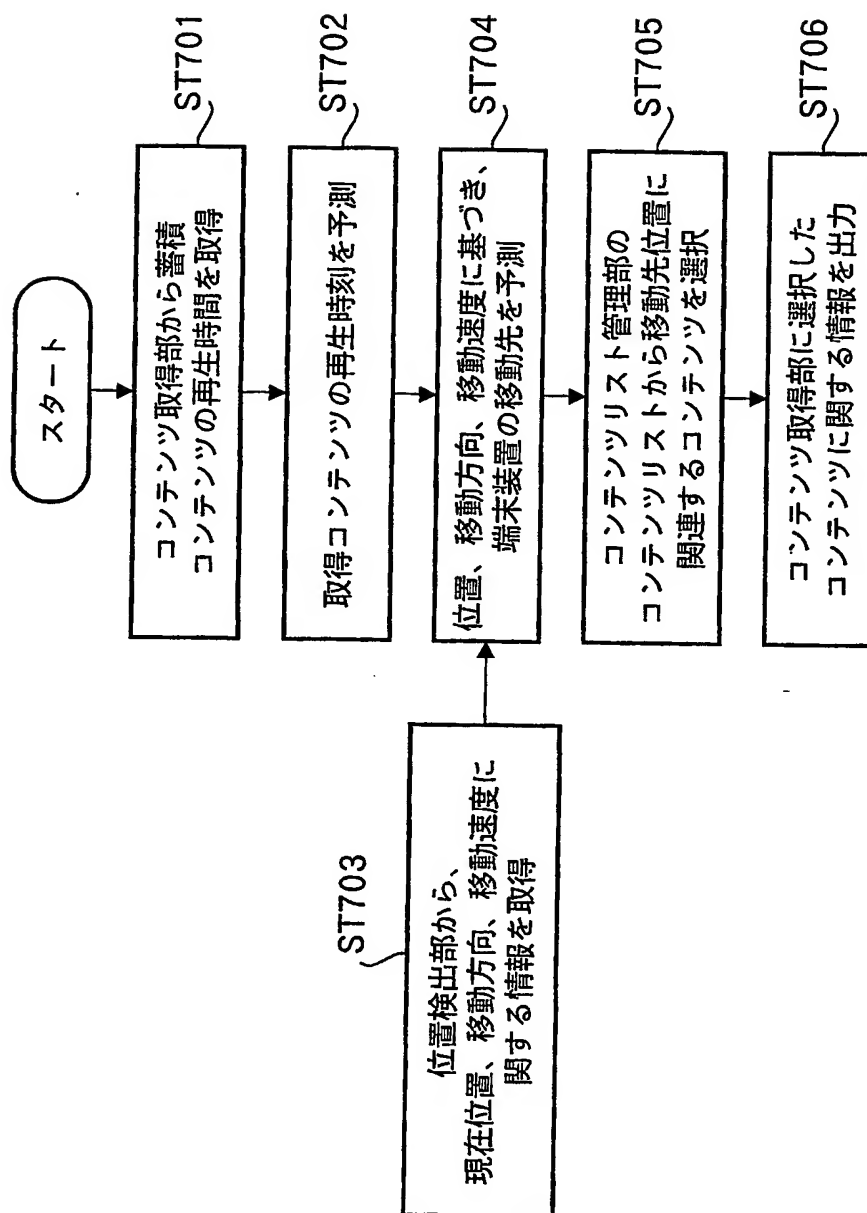 スタート
コンテンツ取得部から蓄積
コンテンツの再生時間を取得
ST701
取得コンテンツの再生時刻を予測
ST702
位置検出部から、
現在位置、移動方向、移動速度に
関する情報を取得
ST703
位置、移動方向、移動速度に基づき、
端末装置の移動先を予測
ST704
コンテンツリスト管理部の
コンテンツリストから移動先位置に
関連するコンテンツを選択
ST705
コンテンツ取得部に選択した
コンテンツに関する情報を出力
ST706